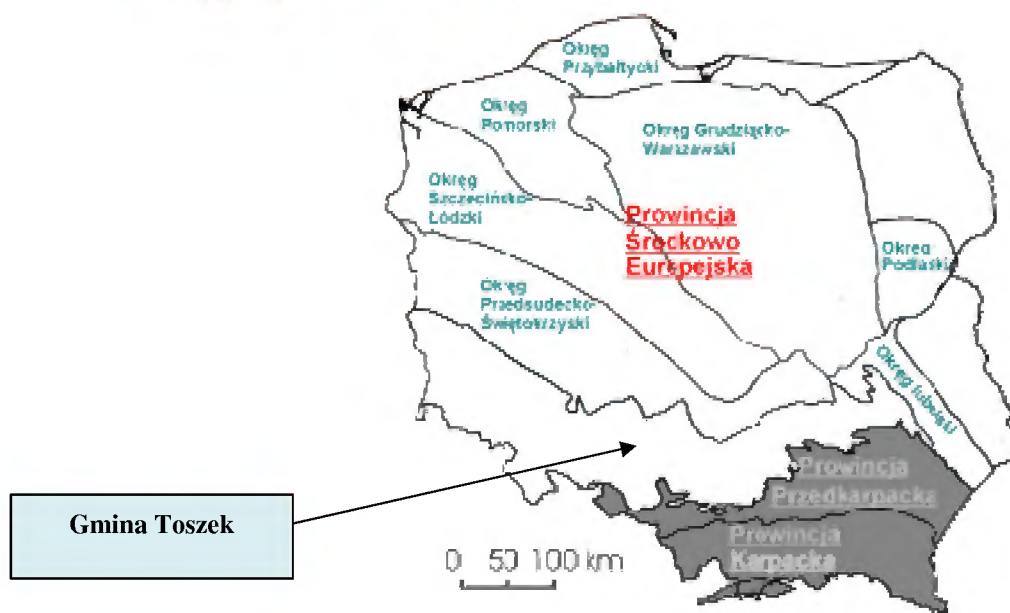 Okręg
Przybałtycki
Okręg
Pomorski
Okręg Grudziącko-
Warszawski
Okręg
Szczecińsko-
Łódzki
Prowincja
Środkowo
Europejska
Okreg
Podlaski
Okręg
Przedsudecko-
Świętokrzyski
Okręg lubelski
Prowincja
Przedkarpacka
Gmina Toszek
Prowincja
Karpacka
0 50 100 km